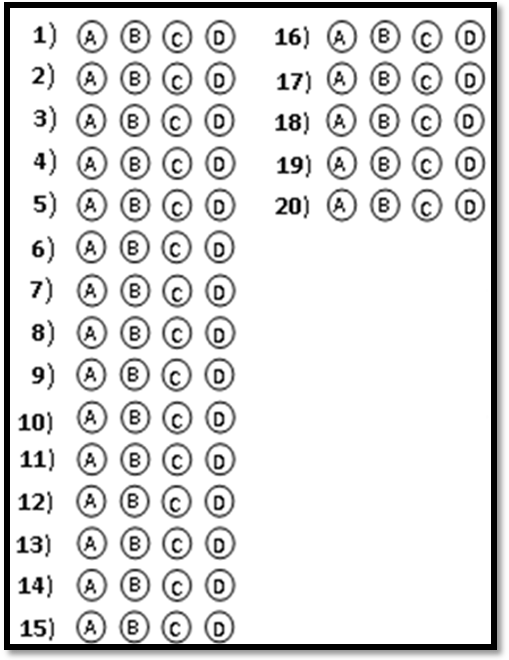 1) A B C D
2) A B C D
3) A B C D
4) A B C D
5) A B C D
6) A B C D
7) A B C D
8) A B C D
9) A B C D
10) A B C D
11) A B C D
12) A B C D
13) A B C D
14) A B C D
15) A B C D
16) A B C D
17) A B C D
18) A B C D
19) A B C D
20) A B C D